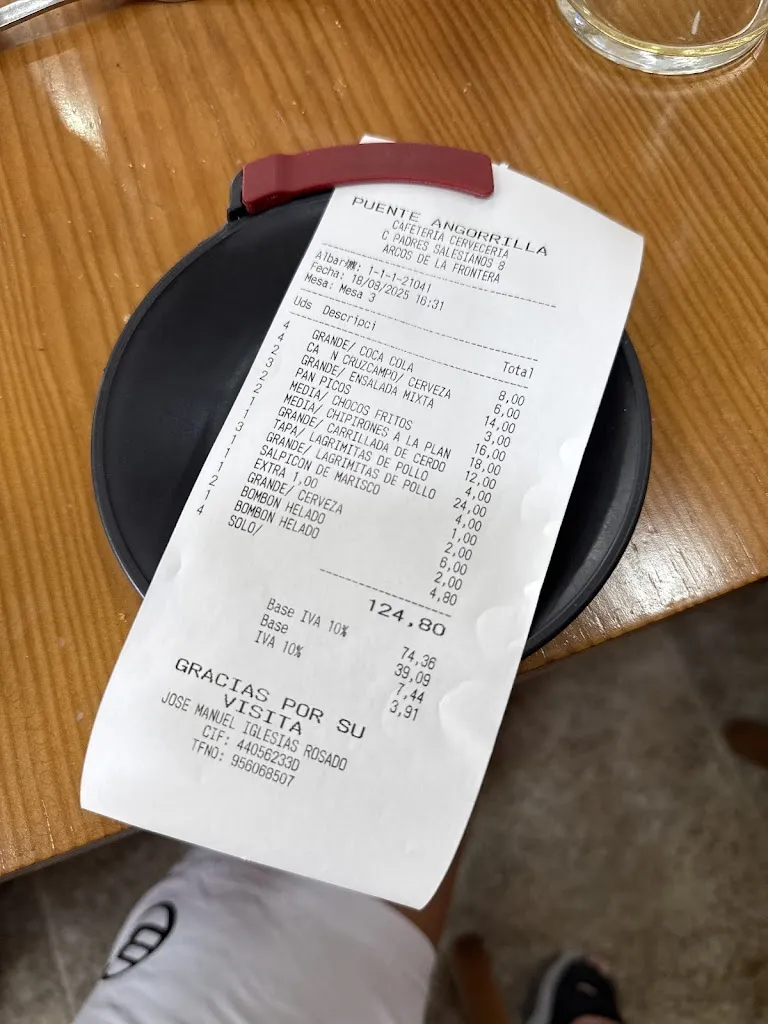 PUENTE ANGORRILLA
CAFETERIA CERVECERIA
C PADRES SALESIANOS 8
ARCOS DE LA FRONTERA
1-1-1-21041
Fecha: 18/08/2025 16:31
Mesa: Mesa 3
Uds Descripci Total
4 GRANDE/ COCA COLA 8,00
4 CA N CRUZCAMPO/ CERVEZA 6,00
2 GRANDE/ ENSALADA MIXTA 14,00
3 PAN PICOS 3,00
2 MEDIA/ CHOCOS FRITOS 16,00
2 MEDIA/ CHIPIRONES A LA PLAN 18,00
1 GRANDE/ CARRILLADA DE CERDO 12,00
1 TAPA/ LAGRIMITAS DE POLLO 4,00
3 GRANDE/ LAGRIMITAS DE POLLO 24,00
1 SALPICON DE MARISCO 4,00
1 EXTRA 1,00 1,00
1 GRANDE/ CERVEZA 2,00
2 BOMBON HELADO 6,00
1 BOMBON HELADO 2,00
4 SOLO/ 4,80
124,80
Base IVA 10% 74,36
Base 39,09
IVA 10% 7,44
3,91
GRACIAS POR SU
VISITA
JOSE MANUEL IGLESIAS ROSADO
CIF: 44056233D
TFNO: 956068507